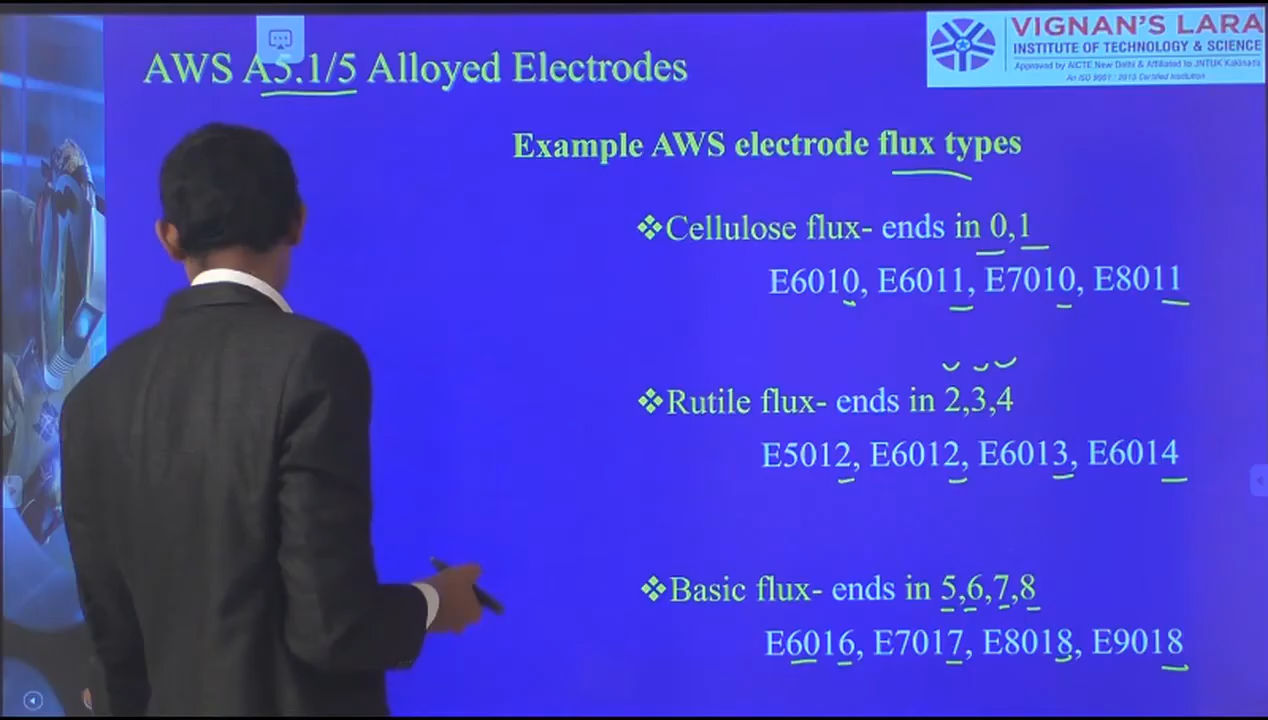 AWS A5.1/5 Alloyed Electrodes
VIGNAN'S LARA
INSTITUTE OF TECHNOLOGY & SCIENCE
Approved by AICTE New Delhi & Affiliated to JNTUK Kakinada
An ISO 9001 : 2015 Certified Institution
Example AWS electrode flux types
❖Cellulose flux- ends in 0,1
E6010, E6011, E7010, E8011
❖Rutile flux- ends in 2,3,4
E5012, E6012, E6013, E6014
❖Basic flux- ends in 5,6,7,8
E6016, E7017, E8018, E9018